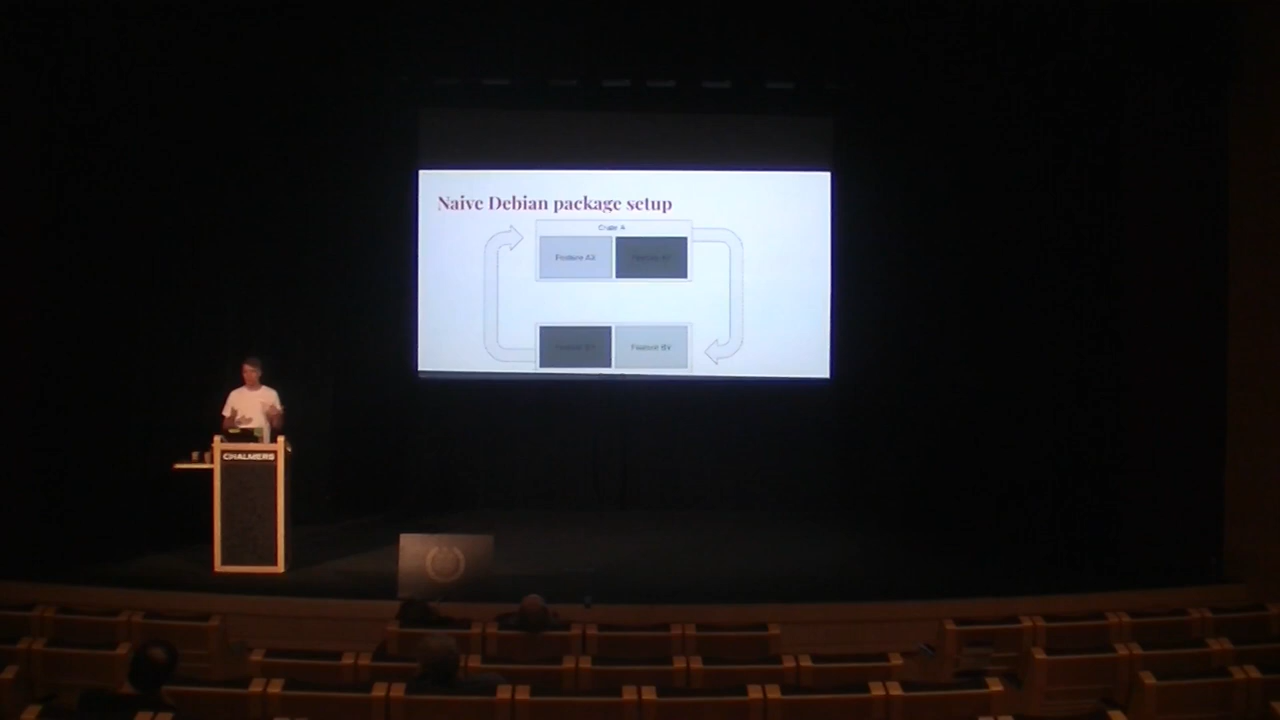 Naive Debian package setup
Crate A
Feature AX
Feature BY
CHALMERS